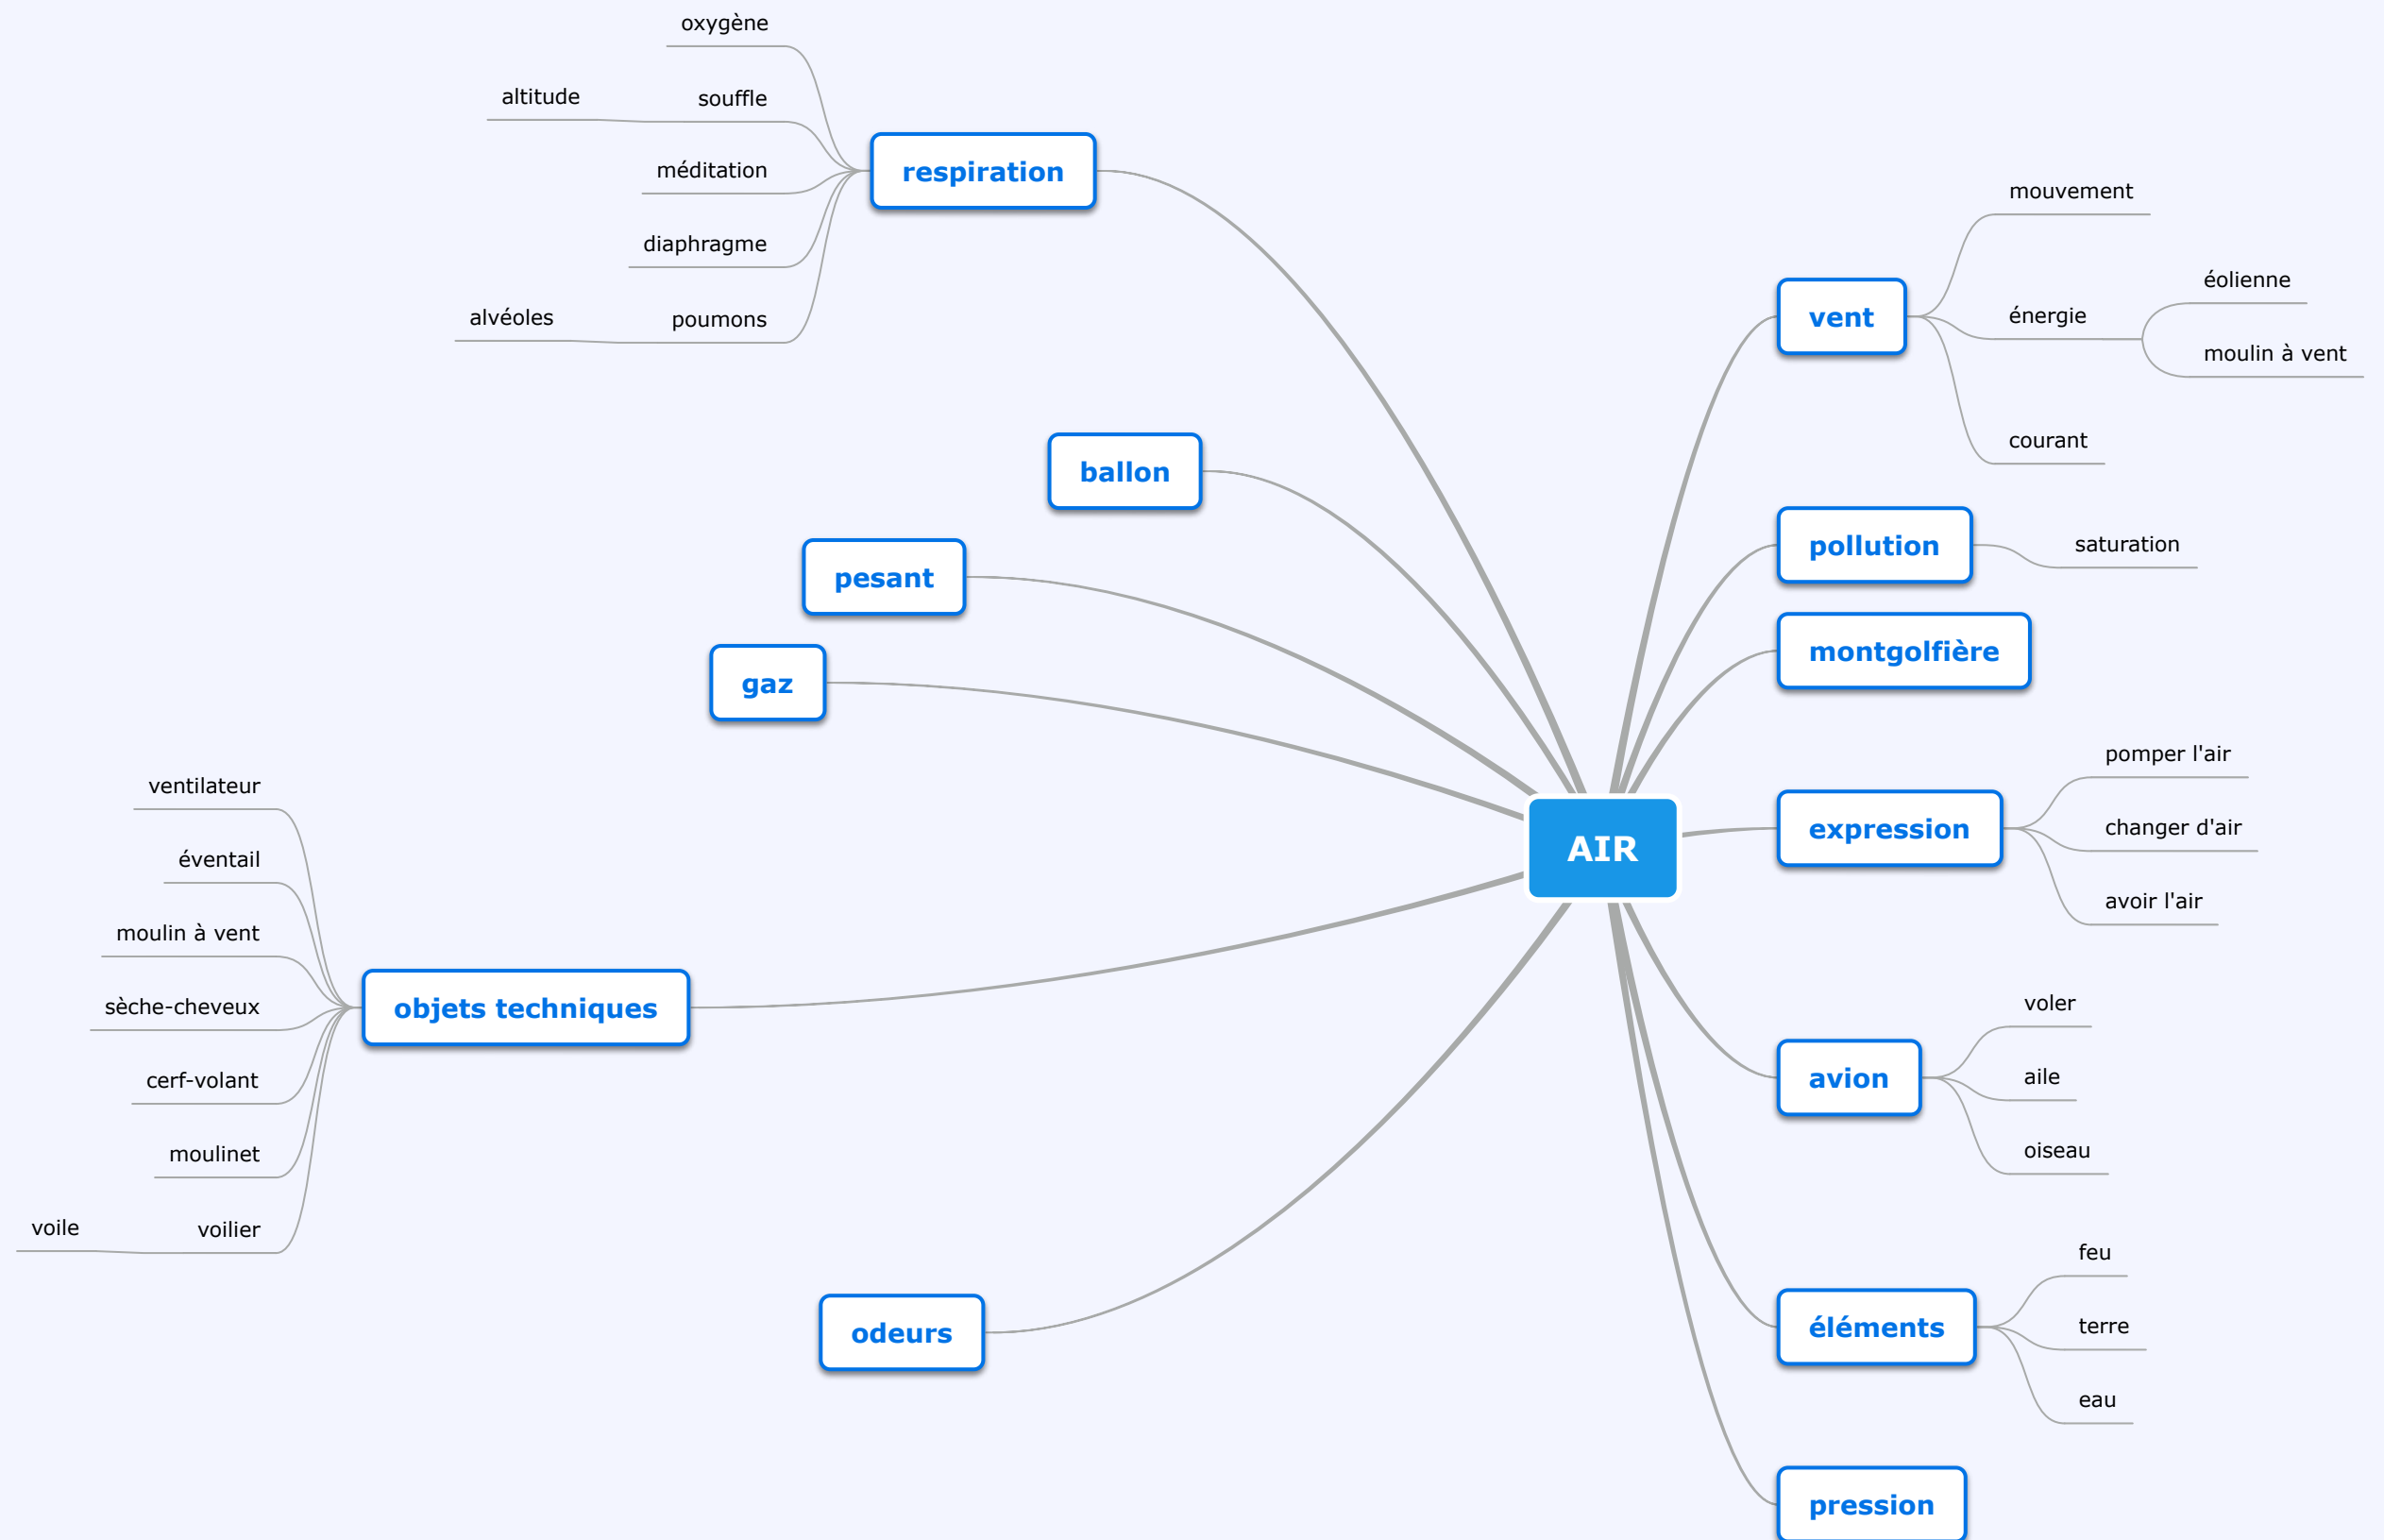 AIR
respiration
oxygène
souffle
altitude
méditation
diaphragme
poumons
alvéoles
ballon
pesant
gaz
objets techniques
ventilateur
éventail
moulin à vent
sèche-cheveux
cerf-volant
moulinet
voilier
voile
odeurs
vent
mouvement
énergie
éolienne
moulin à vent
courant
pollution
saturation
montgolfière
expression
pomper l'air
changer d'air
avoir l'air
avion
voler
aile
oiseau
éléments
feu
terre
eau
pression